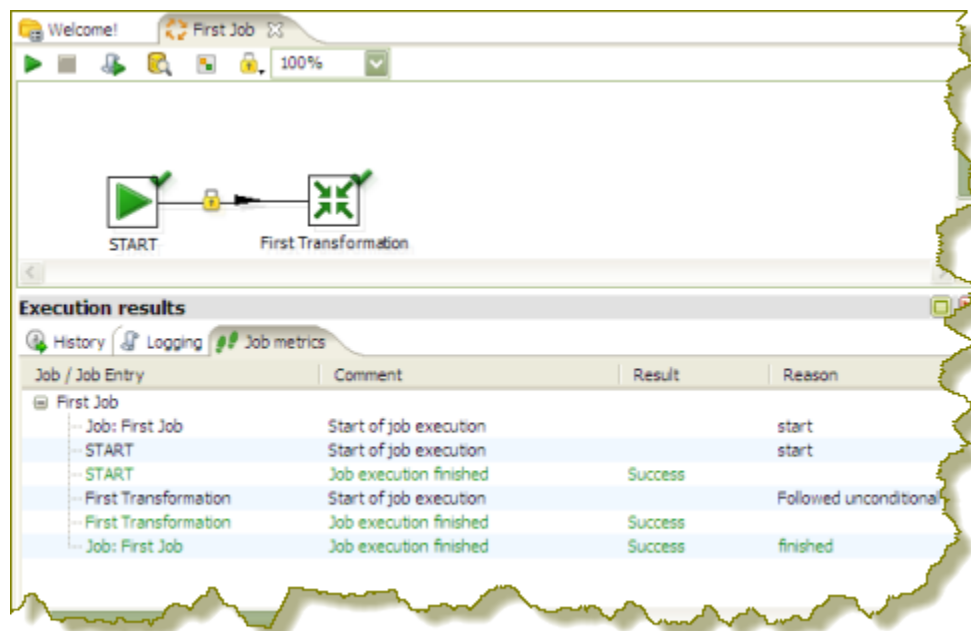 Welcome! First Job
100%
START First Transformation
Execution results
History Logging Job metrics
Job / Job Entry Comment Result Reason
First Job
Job: First Job Start of job execution start
START Start of job execution start
START Job execution finished Success
First Transformation Start of job execution Followed unconditional
First Transformation Job execution finished Success
Job: First Job Job execution finished Success finished